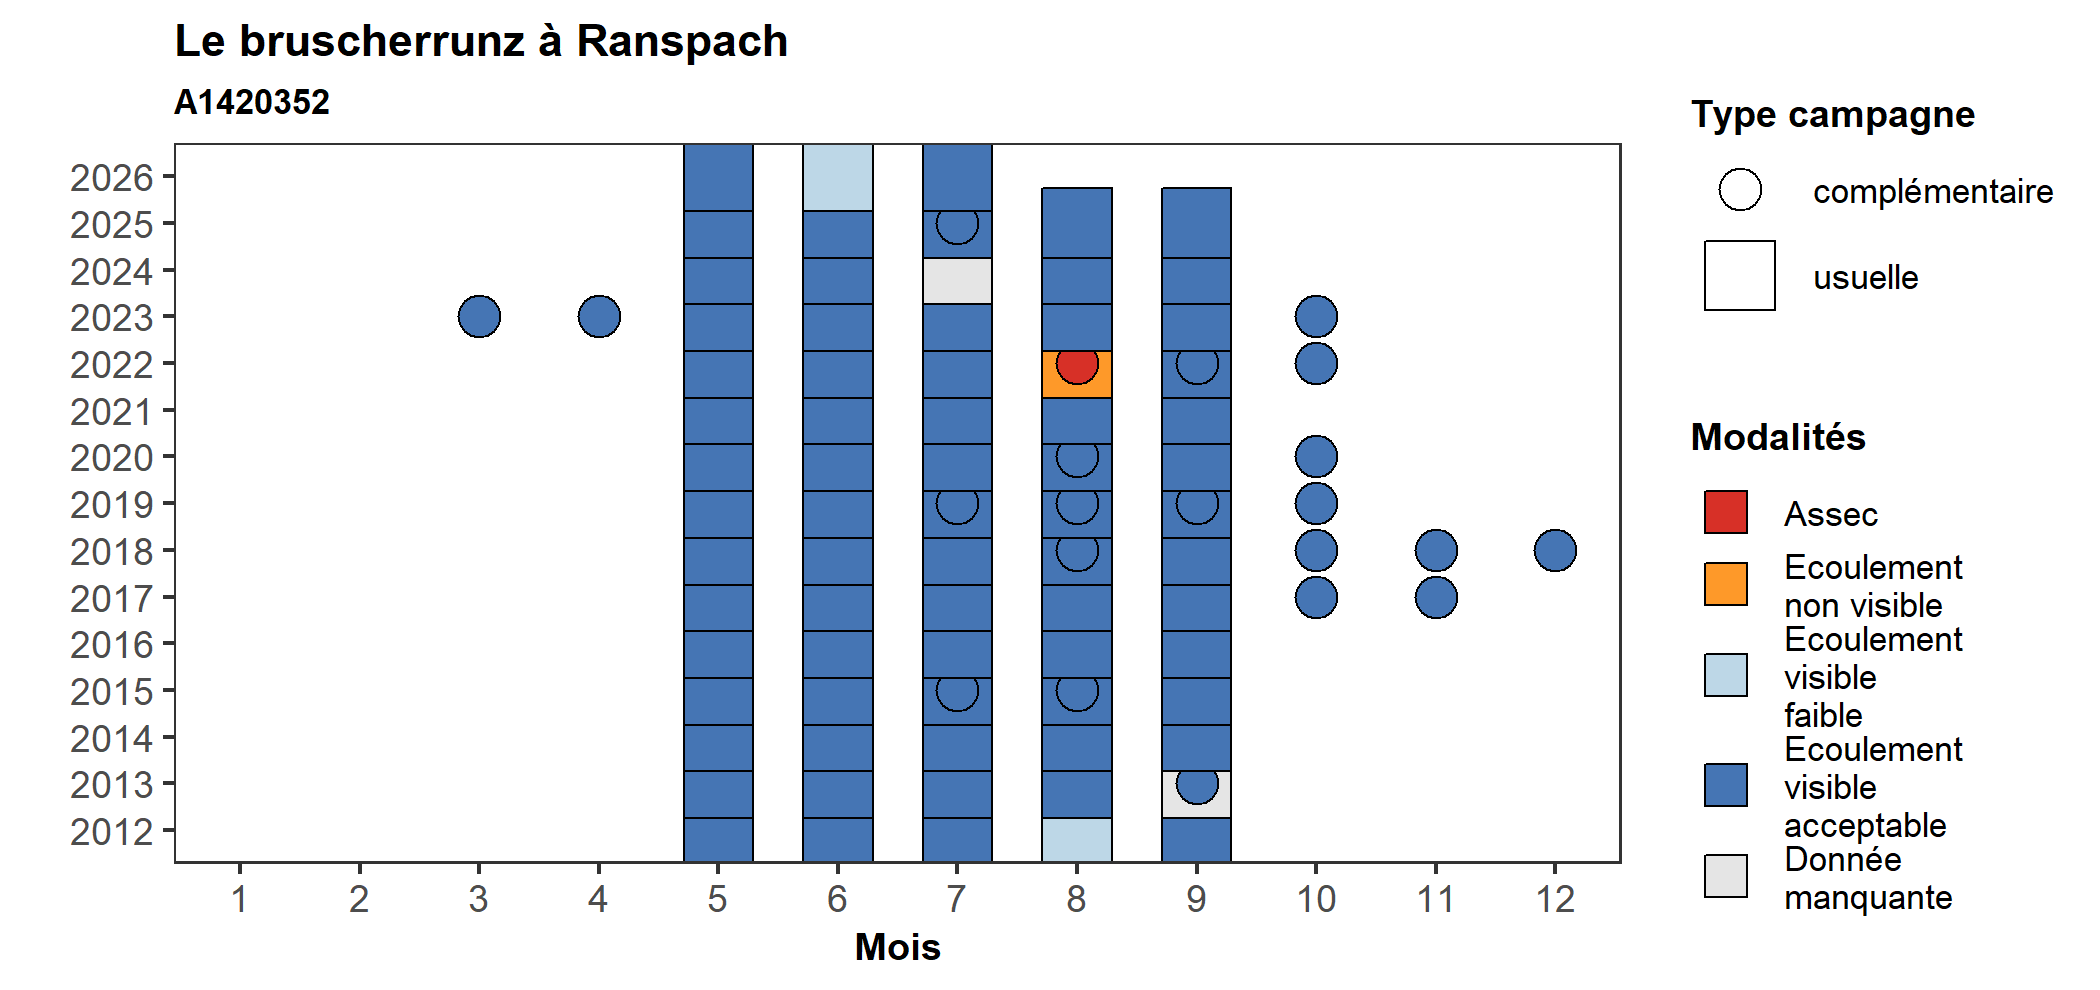 Le bruscherrunz à Ranspach
A1420352
2026
2025
2024
2023
2022
2021
2020
2019
2018
2017
2016
2015
2014
2013
2012
1 2 3 4 5 6 7 8 9 10 11 12
Mois
Type campagne
complémentaire
usuelle
Modalités
Assec
Ecoulement
non visible
Ecoulement
visible
faible
Ecoulement
visible
acceptable
Donnée
manquante